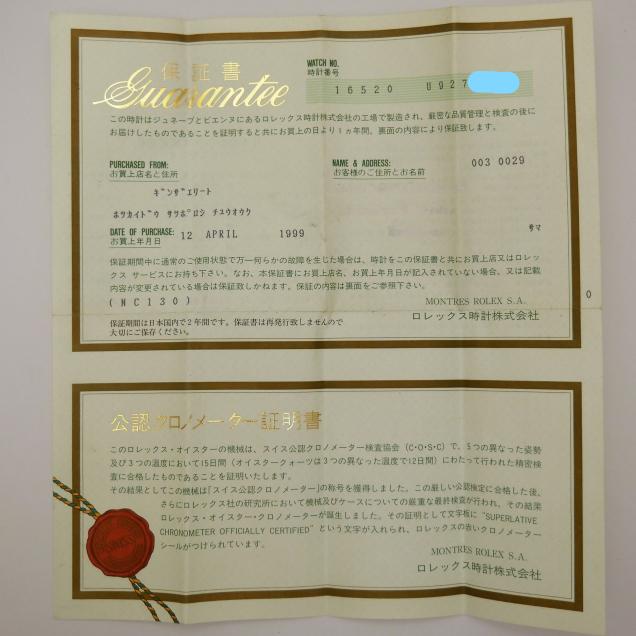 保証書
Guarantee
WATCH NO.
時計番号
16520 U927
この時計はジュネーブとビエンヌにあるロレックス時計株式会社の工場で製造され、厳密な品質管理と検査の後に
お届けしたものであることを証明すると共にお買上の日より1ヵ年間、裏面の内容により保証致します。
PURCHASED FROM:
お買上店名と住所
NAME & ADDRESS:
お客様のご住所とお名前
003 0029
ギンザエリート
ホツカイドウ サツポロシ チユウオウク
サマ
DATE OF PURCHASE:
お買上年月日
12 APRIL 1999
保証期間中に通常のご使用状態で万一何らかの故障を生じた場合は、時計をこの保証書と共にお買上店又はロレッ
クス サービスにお持ち下さい。なお、本保証書にお買上店名、お買上年月日が記入されていない場合、又は記載
内容が変更されている場合は保証致しかねます。保証の内容は裏面をご参照下さい。
(NC130)
0
MONTRES ROLEX S.A.
ロレックス時計株式会社
保証期間は日本国内で2年間です。保証書は再発行致しませんので
大切にご保存ください。
公認クロノメーター証明書
このロレックス・オイスターの機械は、スイス公認クロノメーター検査協会(C・O・S・C)で、5つの異なった姿勢
及び3つの温度において15日間(オイスタークォーツは3つの異なった温度で12日間)にわたって行われた精密検
査に合格したものであることを証明いたします。
その結果としてこの機械は「スイス公認クロノメーター」の称号を獲得しました。この厳しい公認検定に合格した後、
さらにロレックス社の研究所において機械及びケースについての厳重な最終検査が行われ、その結果
ロレックス・オイスター・クロノメーターが誕生しました。その証明として文字板に "SUPERLATIVE
CHRONOMETER OFFICIALLY CERTIFIED" という文字が入れられ、ロレックスの赤いクロノメーター
シールがつけられています。
MONTRES ROLEX S.A.
ロレックス時計株式会社